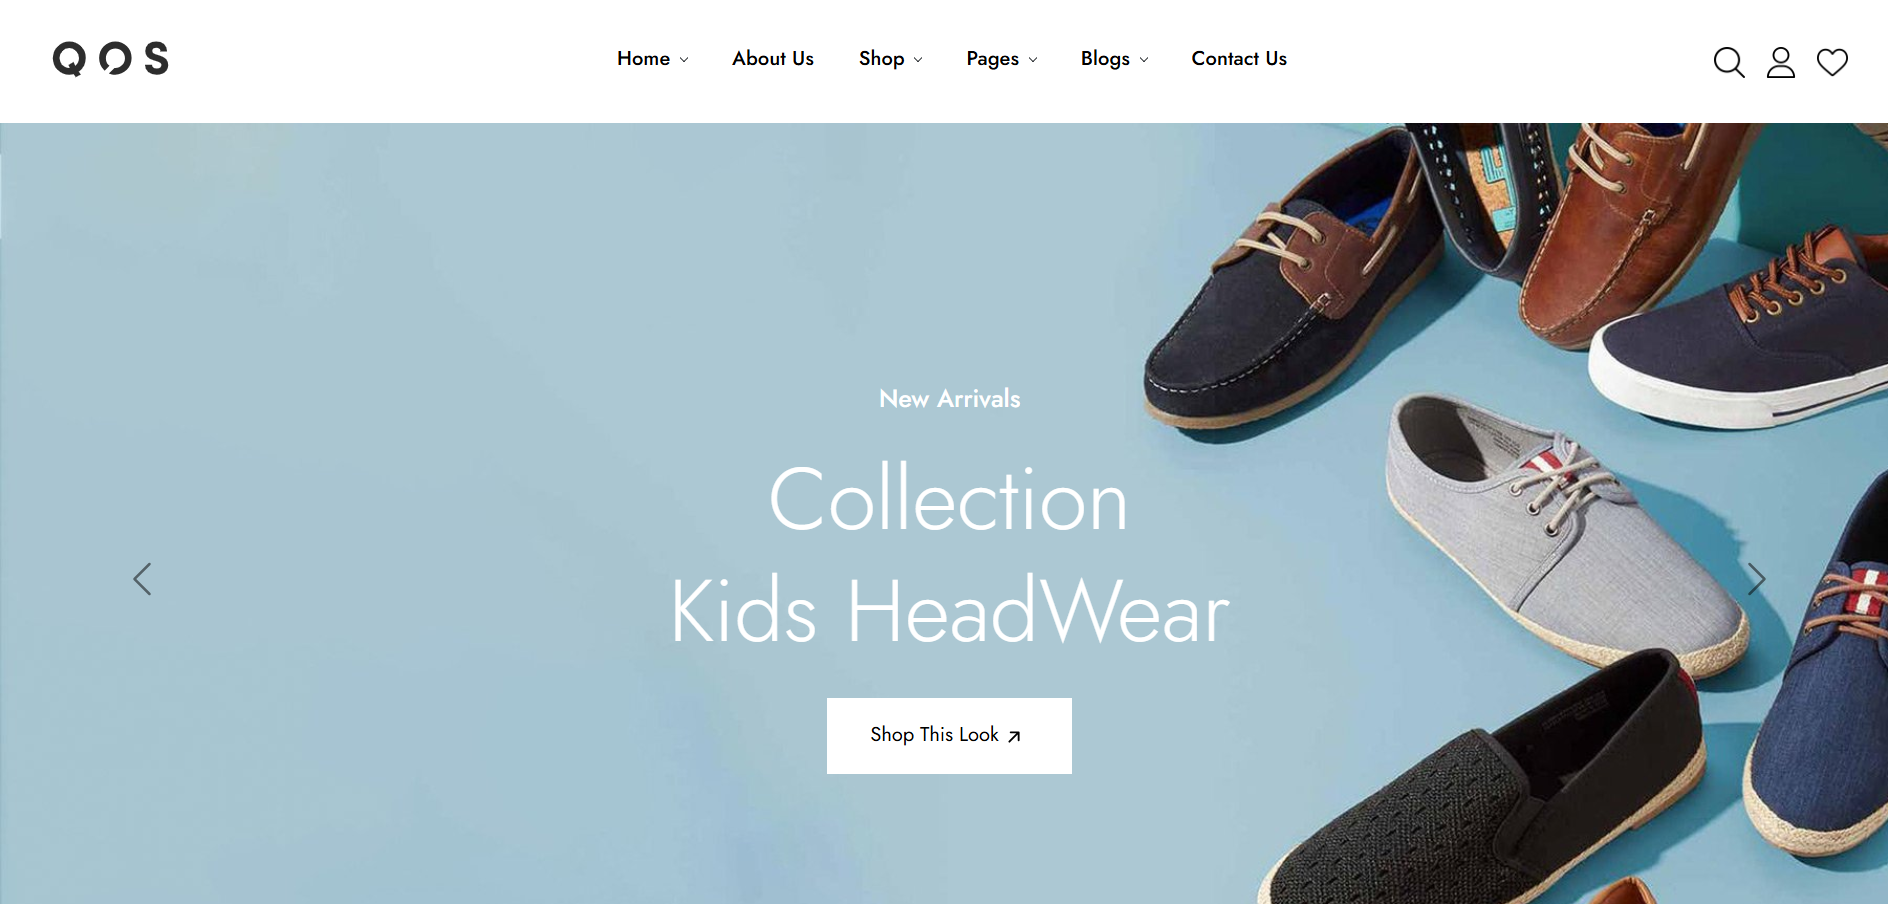 QOS
Home
About Us
Shop
Pages
Blogs
Contact Us
New Arrivals
Collection
Kids HeadWear
Shop This Look